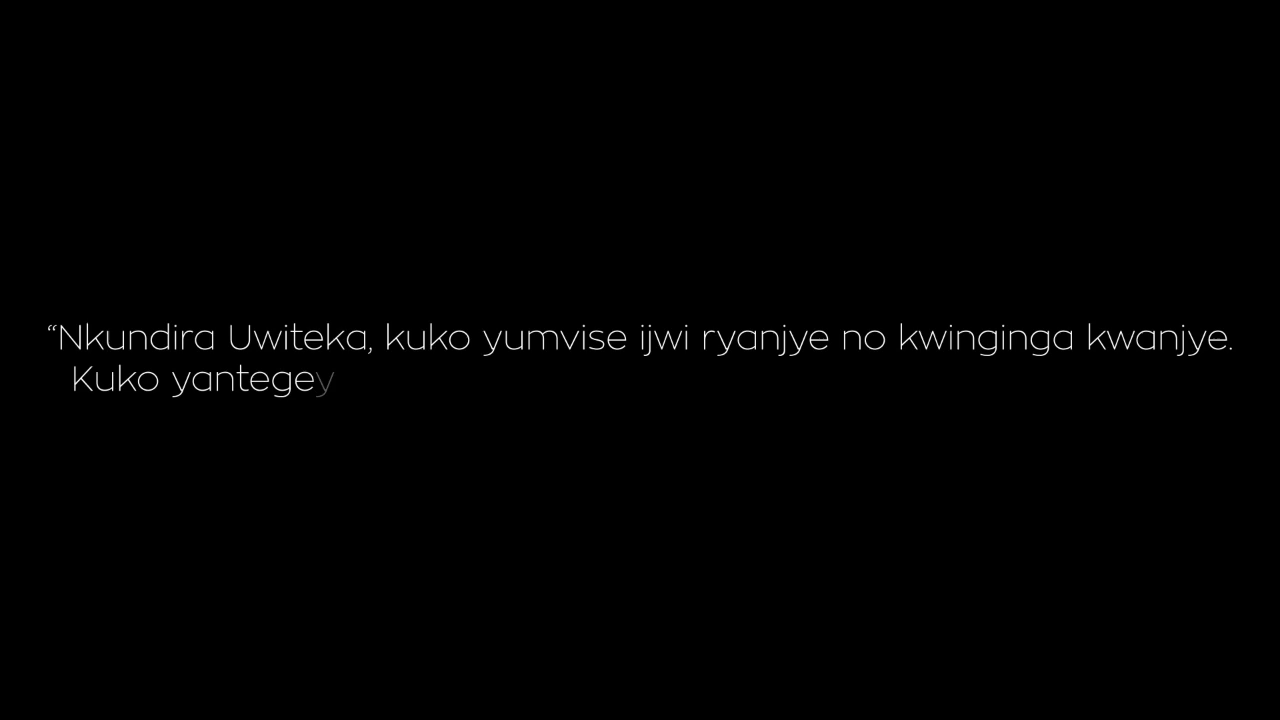 “Nkundira Uwiteka, kuko yumvise ijwi ryanjye no kwinginga kwanjye.
Kuko yantegey